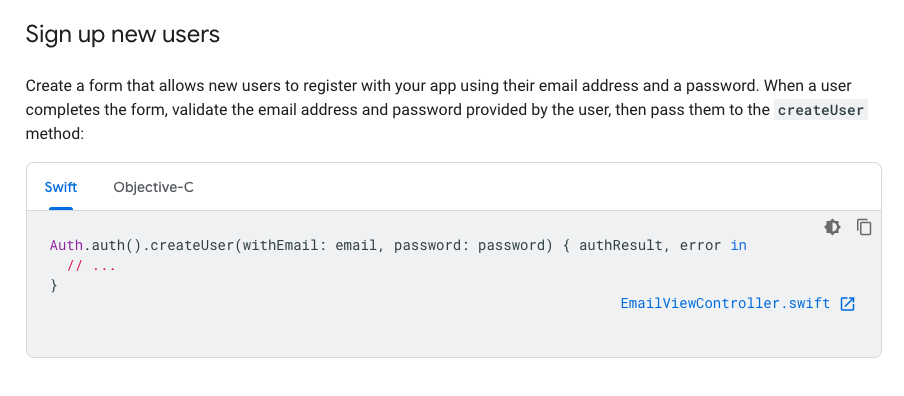 Sign up new users
Create a form that allows new users to register with your app using their email address and a password. When a user
completes the form, validate the email address and password provided by the user, then pass them to the createUser
method:
Swift Objective-C
Auth.auth().createUser(withEmail: email, password: password) { authResult, error in
  // ...
}
EmailViewController.swift